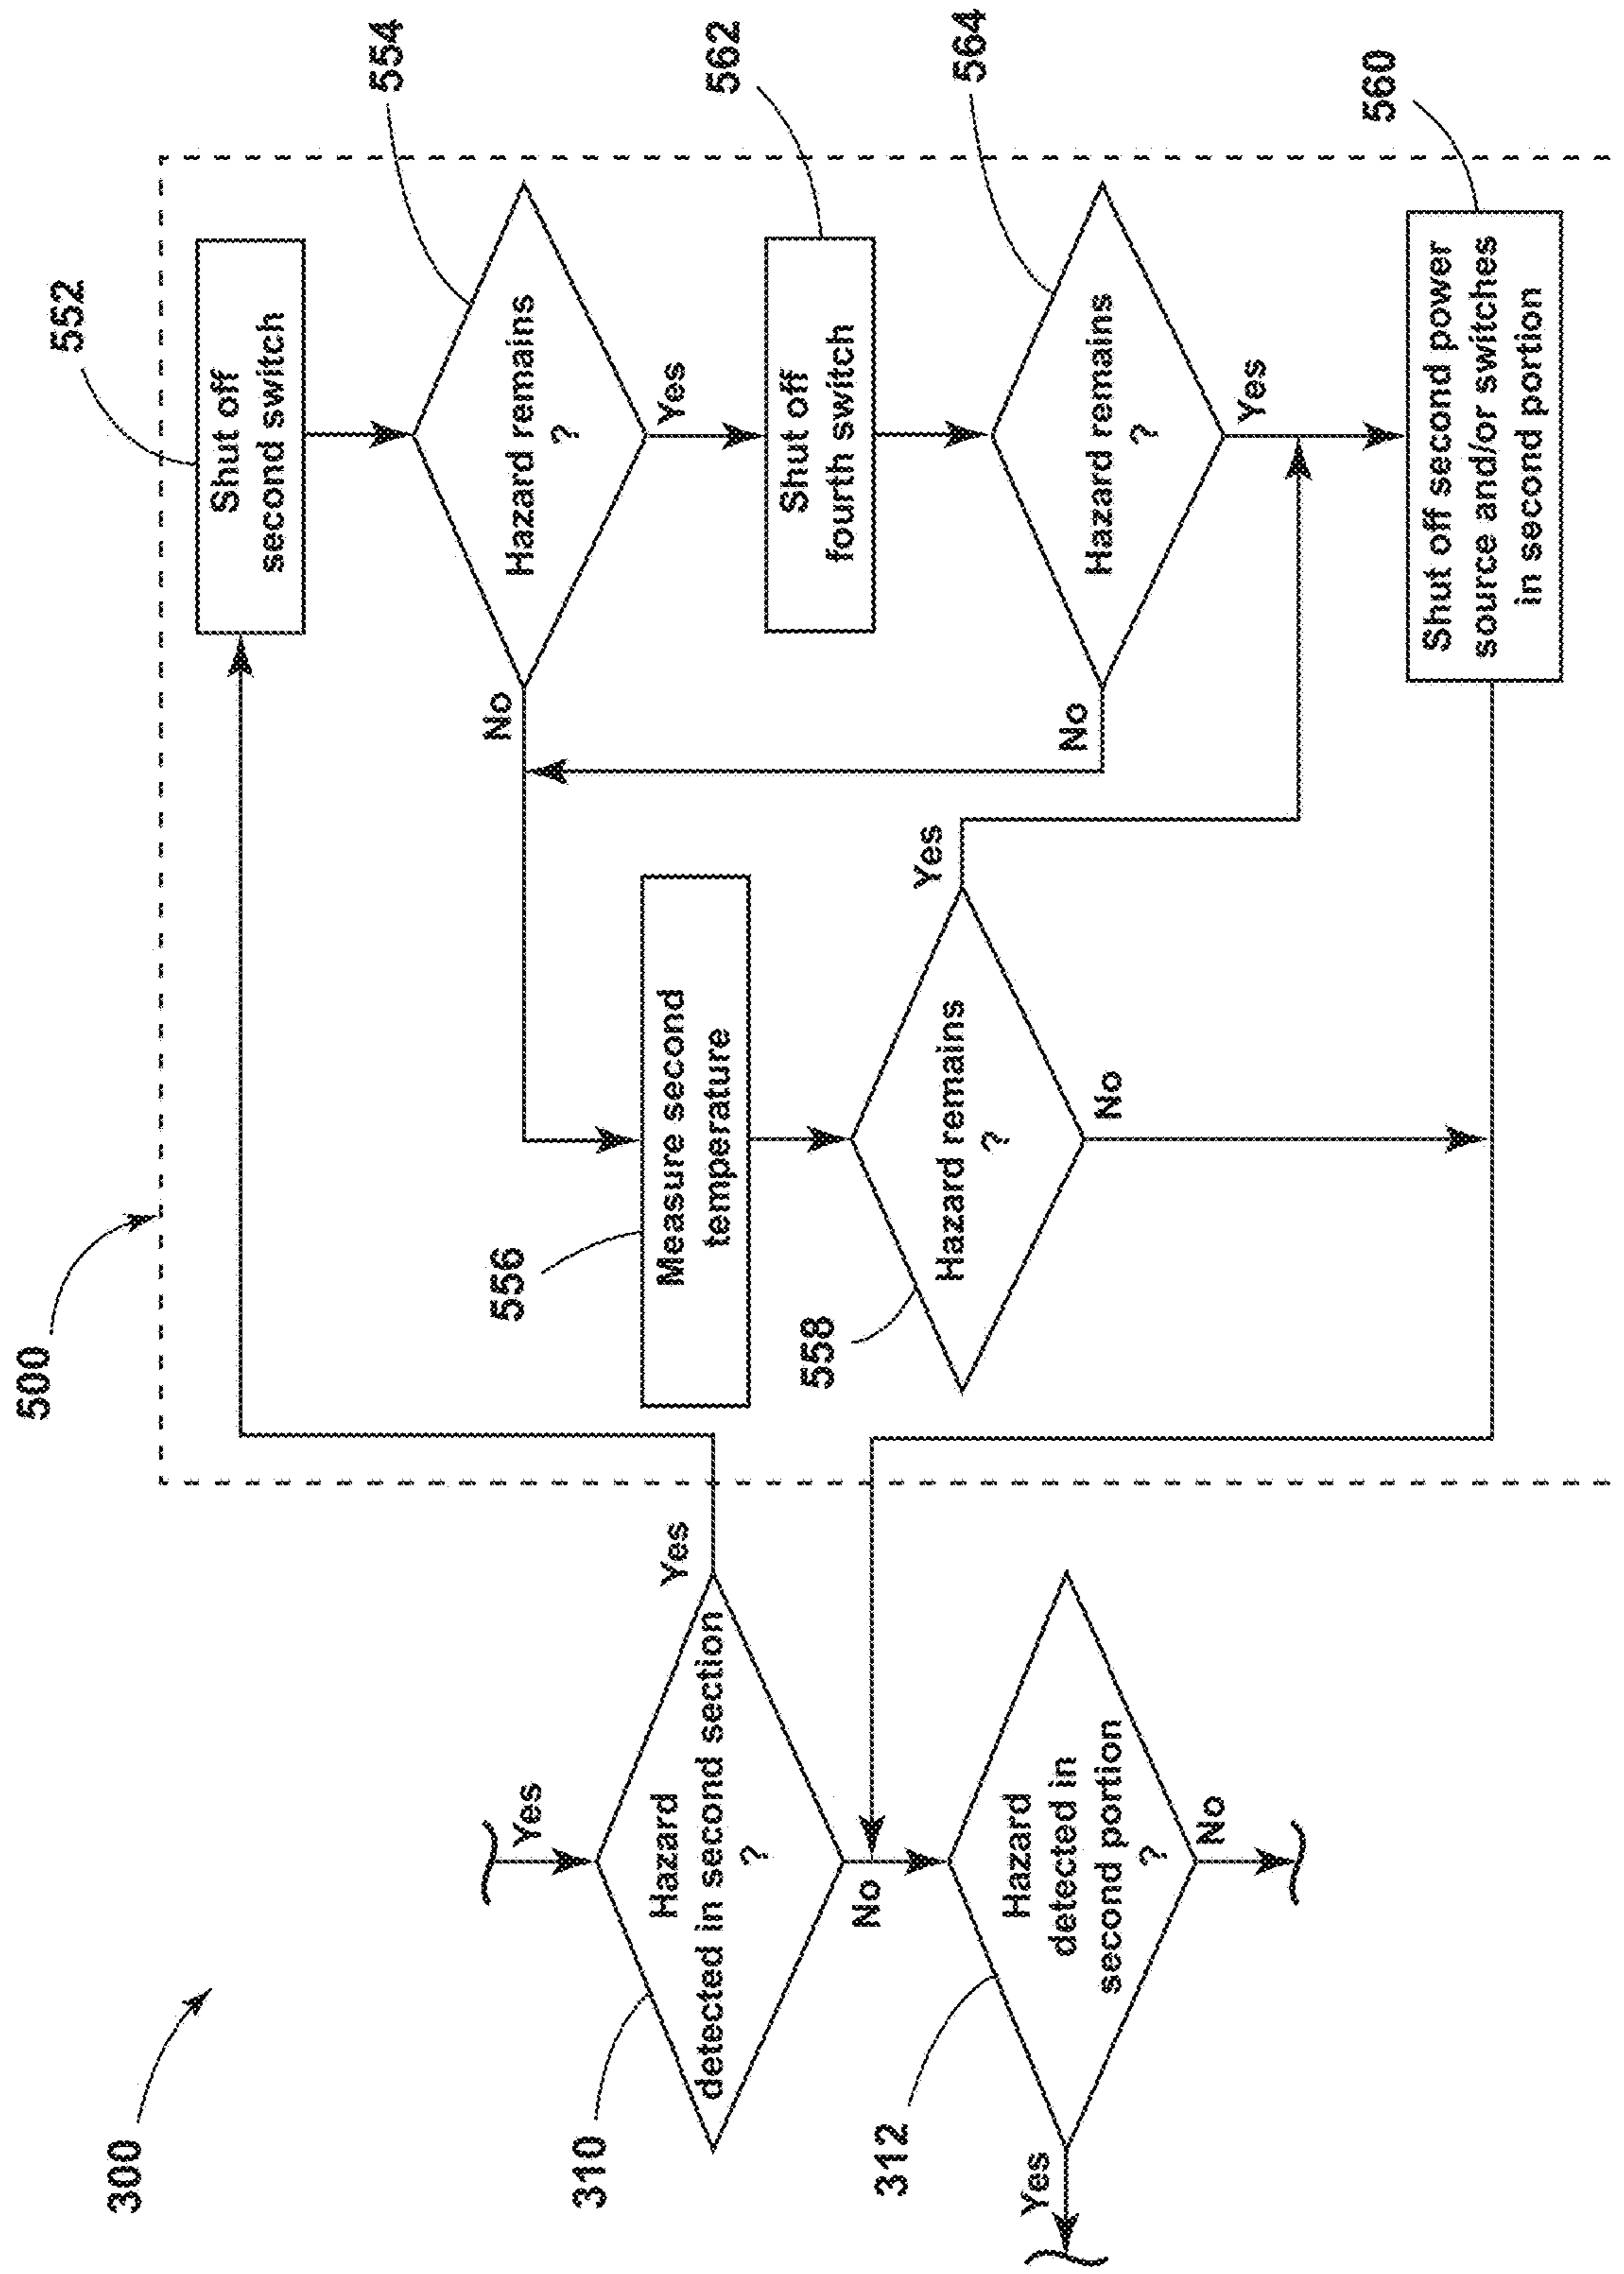 300
500
Yes
310
Hazard
detected in second section
?
Yes
No
312
Hazard
detected in
second portion
?
Yes
No
552
Shut off
second switch
554
Hazard remains
?
No
Yes
556
Measure second
temperature
558
Hazard remains
?
Yes
No
562
Shut off
fourth switch
564
Hazard remains
?
No
Yes
560
Shut off second power
source and/or switches
in second portion